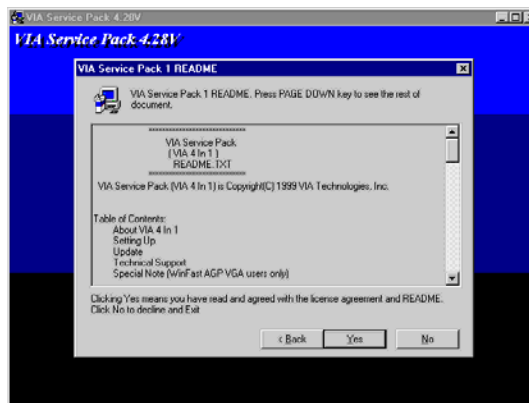 VIA Service Pack 4.28V
VIA Service Pack 4.28V
VIA Service Pack 1 README
VIA Service Pack 1 README. Press PAGE DOWN key to see the rest of
document.
==========================
VIA Service Pack
( VIA 4 In 1 )
README.TXT
==========================
VIA Service Pack (VIA 4 In 1) is Copyright(C) 1999 VIA Technologies, Inc.
Table of Contents:
About VIA 4 In 1
Setting Up
Update
Technical Support
Special Note (WinFast AGP VGA users only)
Clicking Yes means you have read and agreed with the license agreement and README.
Click No to decline and Exit
< Back
Yes
No